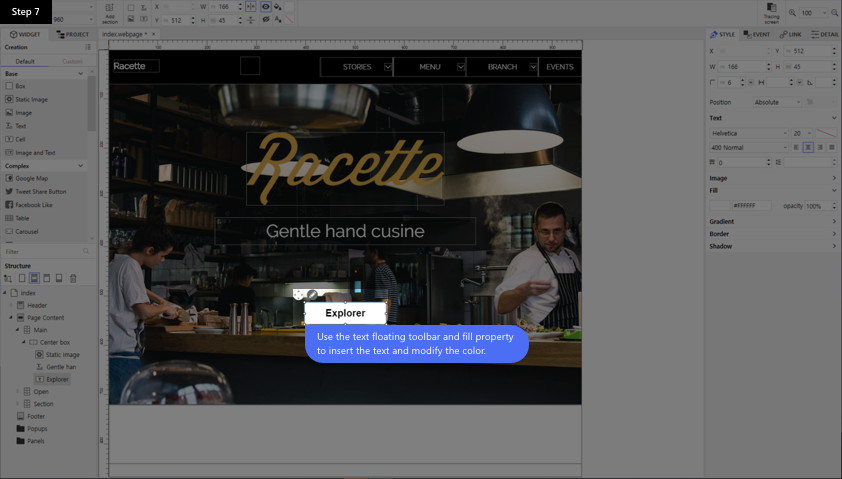 Step 7
960
Add
section
X
W 166
Y 512
H 45
Tracing
screen
100
WIDGET
PROJECT
index.webpage *
STYLE
EVENT
LINK
DETAIL
Creation
Default
Custom
Base
Box
Static Image
Image
Text
Cell
Image and Text
Complex
Google Map
Tweet Share Button
Facebook Like
Table
Carousel
Filter
Structure
Index
Header
Page Content
Main
Center box
Static Image
Gentle han
Explorer
Open
Section
Footer
Popups
Panels
Racette
STORIES
MENU
BRANCH
EVENTS
Racette
Gentle hand cusine
Explorer
Use the text floating toolbar and fill property
to insert the text and modify the color.
X
Y 512
W 166
H 45
8
Position
Absolute
Text
Helvetica
20
400 Normal
0
Image
Fill
#FFFFFF
opacity 100%
Gradient
Border
Shadow